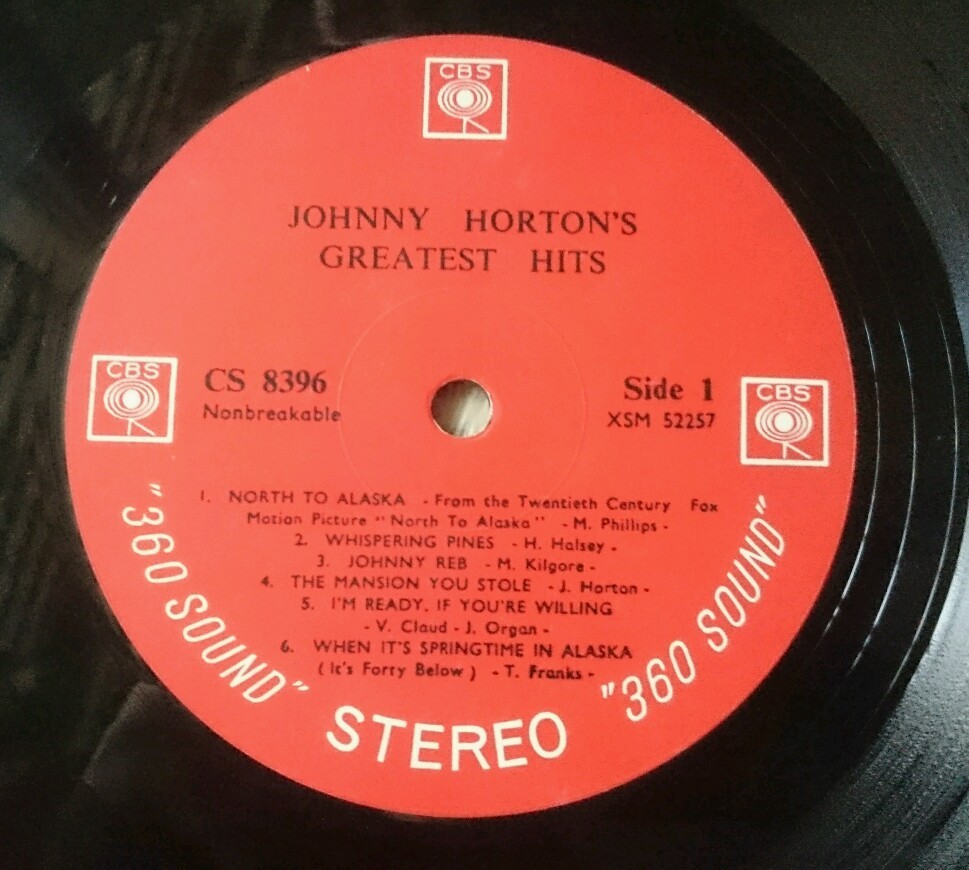 CBS
JOHNNY HORTON'S
GREATEST HITS
CBS
CS 8396
Nonbreakable
Side 1
XSM 52257
CBS
1. NORTH TO ALASKA - From the Twentieth Century Fox
Motion Picture "North To Alaska" - M. Phillips -
2. WHISPERING PINES - H. Halsey -
3. JOHNNY REB - M. Kilgore -
4. THE MANSION YOU STOLE - J. Horton -
5. I'M READY, IF YOU'RE WILLING
- V. Claud - J. Organ -
6. WHEN IT'S SPRINGTIME IN ALASKA
(It's Forty Below) - T. Franks -
"360 SOUND"
STEREO
"360 SOUND"